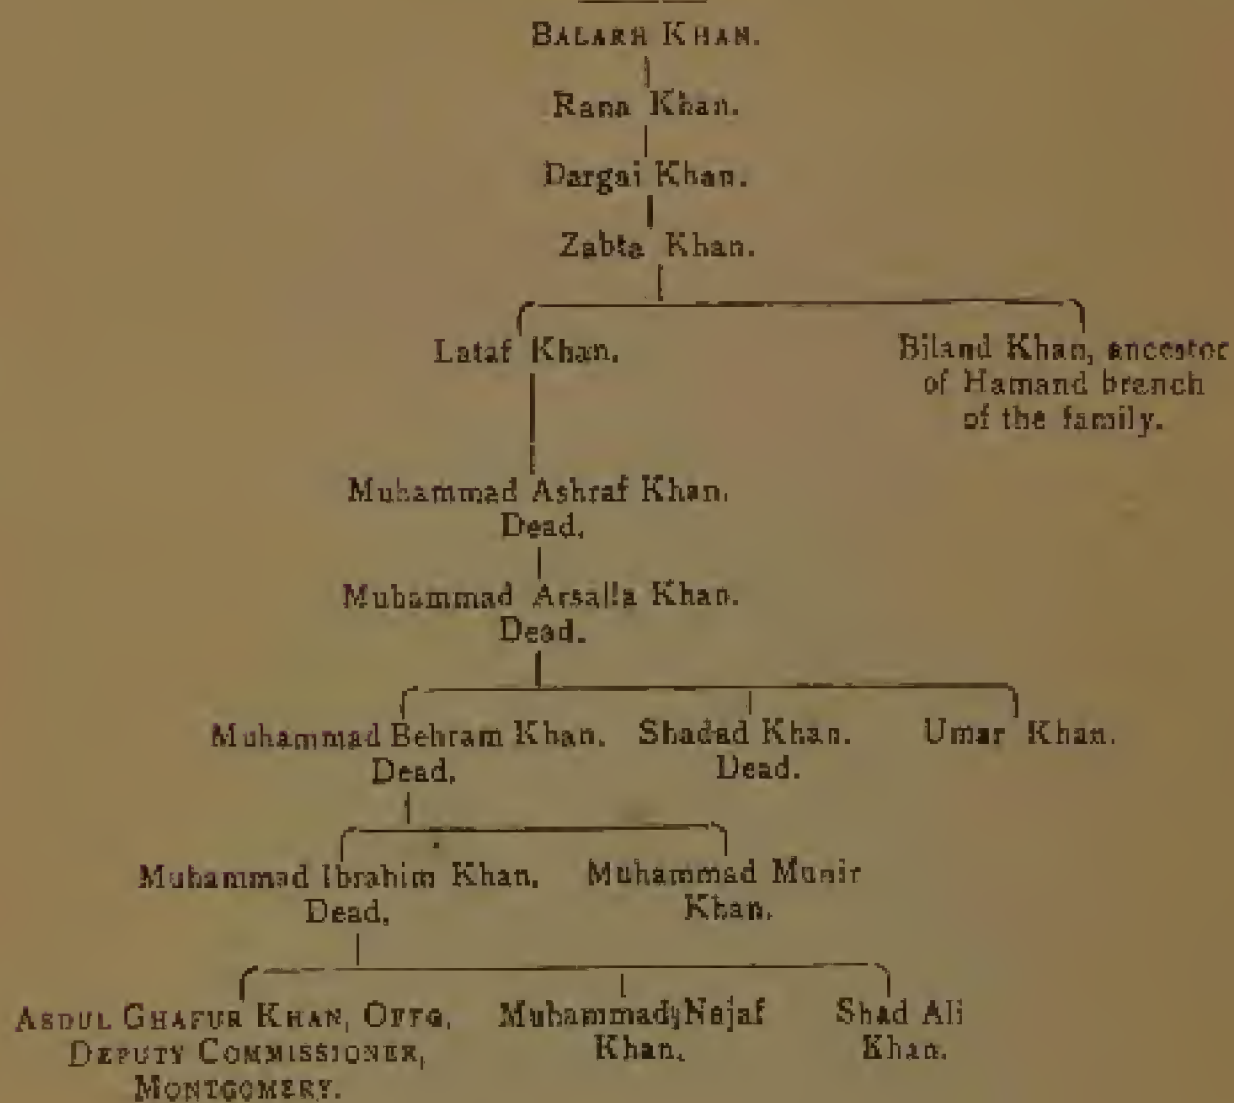 BALARH KHAN.
Rana Khan.
Dargai Khan.
Zabta Khan.
Lataf Khan.
Biland Khan, ancestor
of Hamand branch
of the family.
Muhammad Ashraf Khan.
Dead.
Muhammad Arsalla Khan.
Dead.
Muhammad Behram Khan.
Dead.
Shadad Khan.
Dead.
Umar Khan.
Muhammad Ibrahim Khan.
Dead.
Muhammad Munir
Khan.
ABDUL GHAFUR KHAN, OFFG.
DEPUTY COMMISSIONER,
MONTGOMERY.
Muhammad Nejaf
Khan.
Shad Ali
Khan.